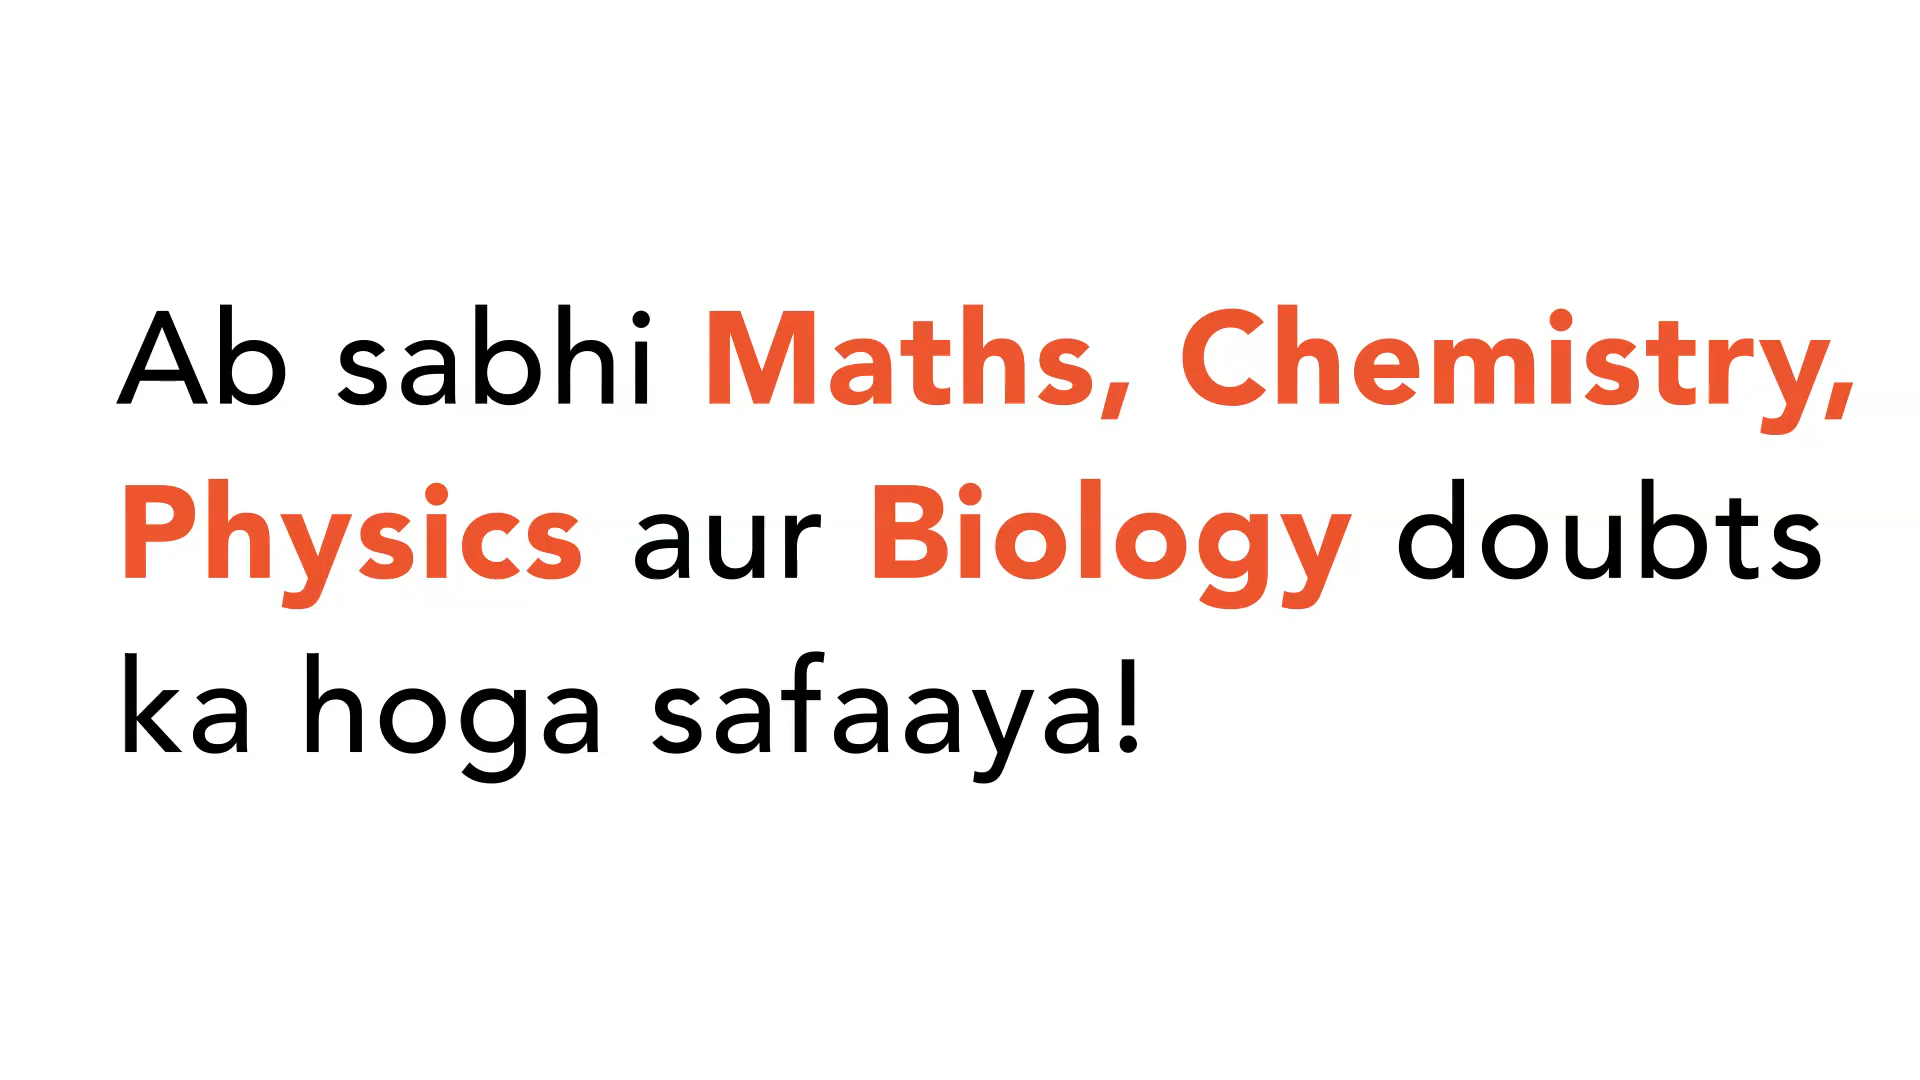 Ab sabhi Maths, Chemistry,
Physics aur Biology doubts
ka hoga safaaya!